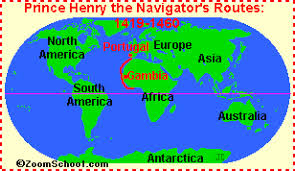 Prince Henry the Navigator's Routes:
1419-1460
North
America
Portugal
Europe
Asia
Gambia
South
America
Africa
Australia
Antarctica
©ZoomSchool.com